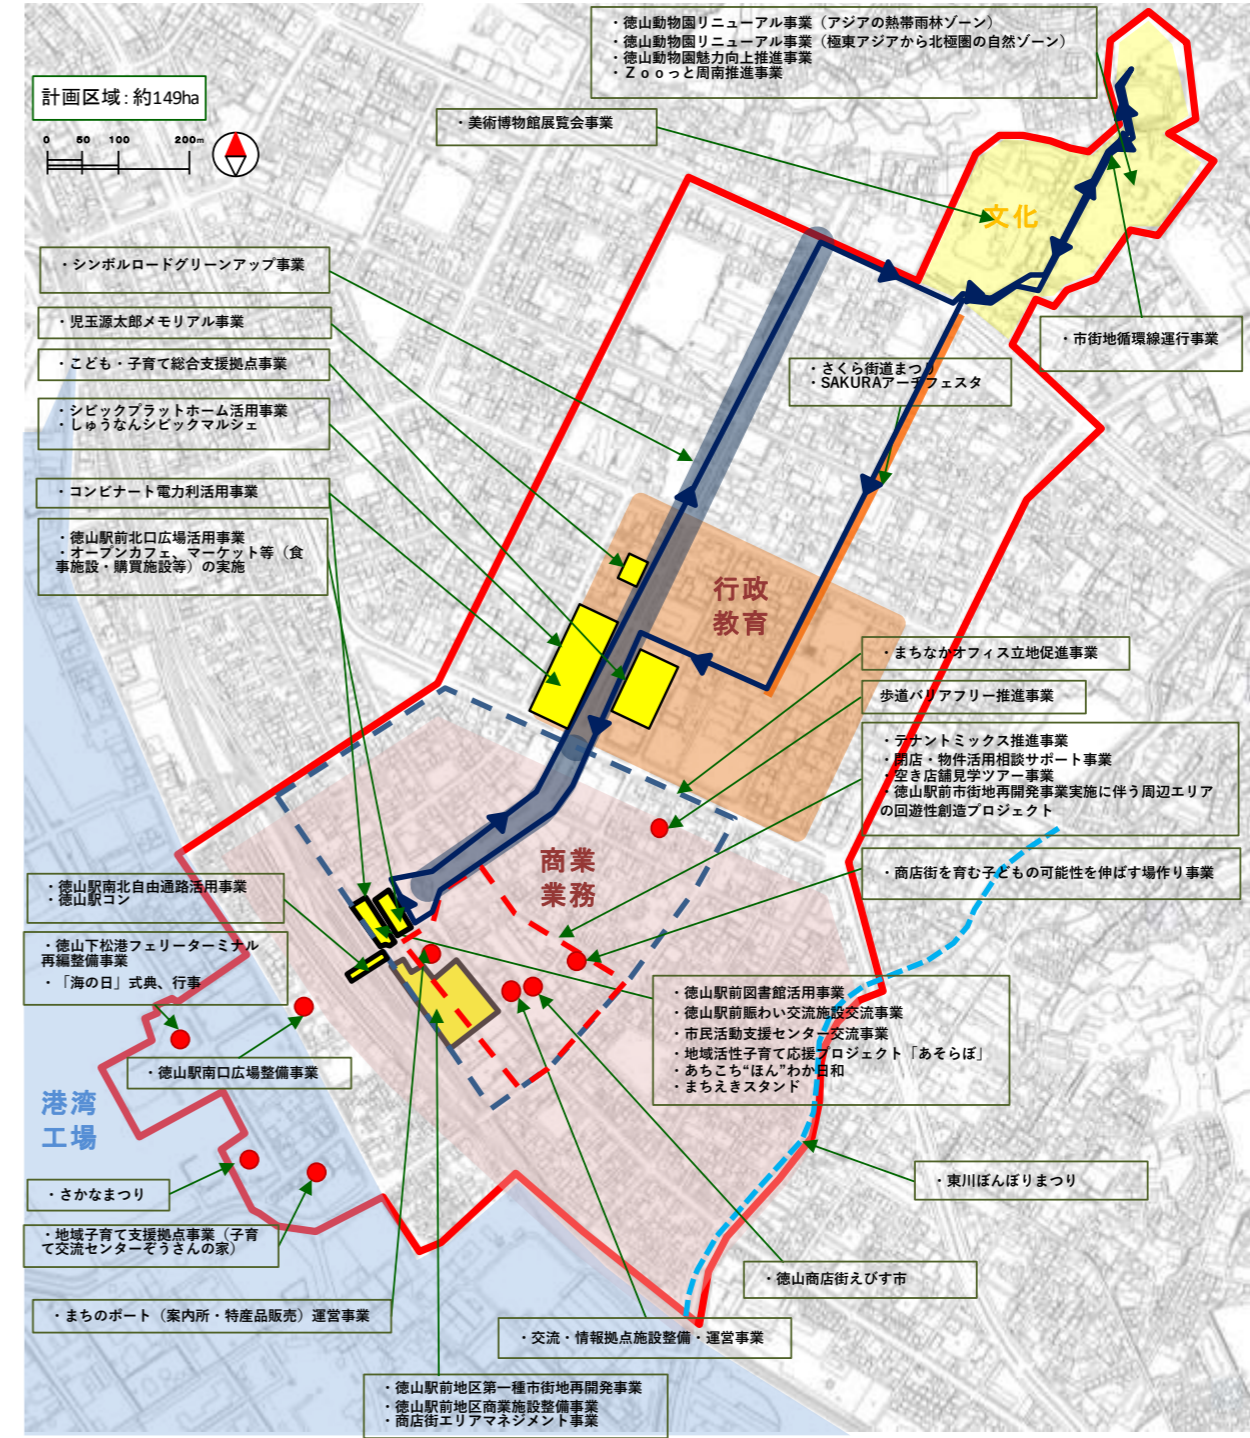 ・徳山動物園リニューアル事業（アジアの熱帯雨林ゾーン）
・徳山動物園リニューアル事業（極東アジアから北極圏の自然ゾーン）
・徳山動物園魅力向上推進事業
・Ｚｏｏっと周南推進事業
計画区域：約149ha
0 50 100 200m
・美術博物館展覧会事業
文化
・シンボルロードグリーンアップ事業
・児玉源太郎メモリアル事業
・市街地循環線運行事業
・こども・子育て総合支援拠点事業
・さくら街道まつり
・SAKURAアーチフェスタ
・シビックプラットホーム活用事業
・しゅうなんシビックマルシェ
・コンビナート電力利活用事業
・徳山駅前北口広場活用事業
・オープンカフェ、マーケット等（食
事施設・購買施設等）の実施
行政
教育
・まちなかオフィス立地促進事業
歩道バリアフリー推進事業
・テナントミックス推進事業
・閉店・物件活用相談サポート事業
・空き店舗見学ツアー事業
・徳山駅前市街地再開発事業実施に伴う周辺エリア
の回遊性創造プロジェクト
商業
業務
・商店街を育む子どもの可能性を伸ばす場作り事業
・徳山駅南北自由通路活用事業
・徳山駅コン
・徳山下松港フェリーターミナル
再編整備事業
・「海の日」式典、行事
・徳山駅前図書館活用事業
・徳山駅前賑わい交流施設交流事業
・市民活動支援センター交流事業
・地域活性子育て応援プロジェクト「あそらぼ」
・あちこち“ほん”わか日和
・まちえきスタンド
・徳山駅南口広場整備事業
港湾
工場
・東川ぼんぼりまつり
・さかなまつり
・地域子育て支援拠点事業（子育
て交流センターぞうさんの家）
・徳山商店街えびす市
・まちのポート（案内所・特産品販売）運営事業
・交流・情報拠点施設整備・運営事業
・徳山駅前地区第一種市街地再開発事業
・徳山駅前地区商業施設整備事業
・商店街エリアマネジメント事業